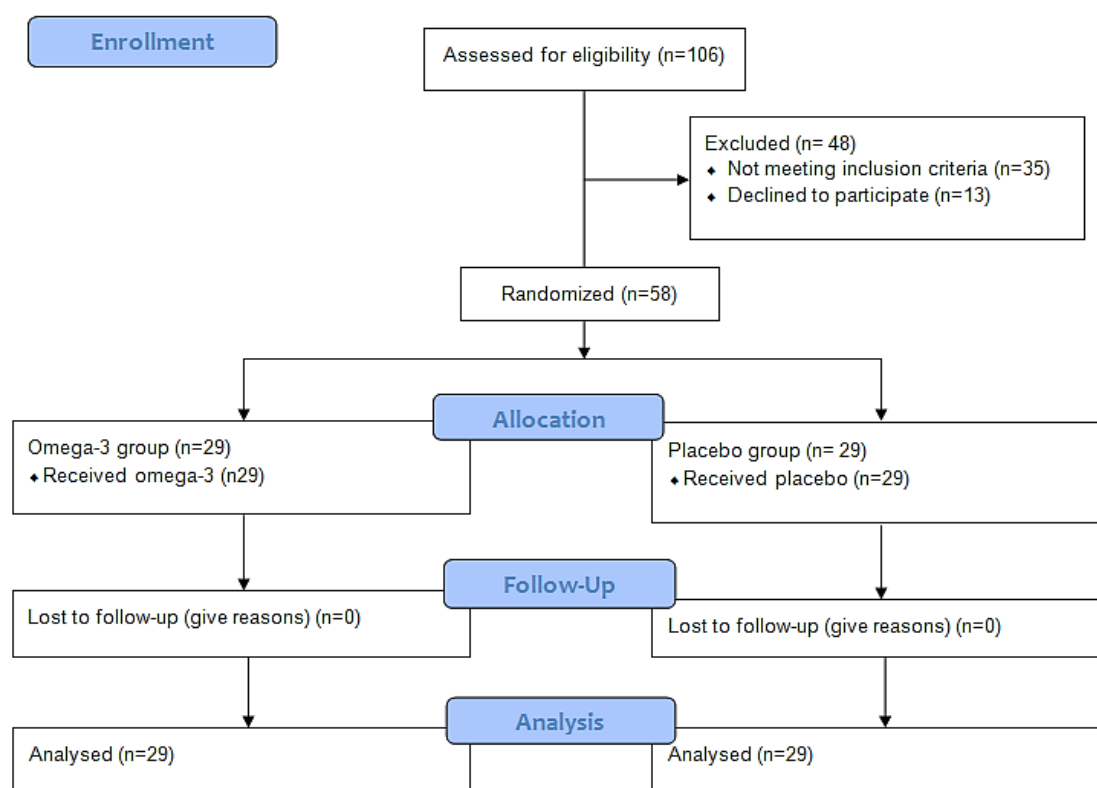 Enrollment
Assessed for eligibility (n=106)
Excluded (n= 48)
⬥ Not meeting inclusion criteria (n=35)
⬥ Declined to participate (n=13)
Randomized (n=58)
Allocation
Omega-3 group (n=29)
⬥ Received omega-3 (n29)
Placebo group (n= 29)
⬥ Received placebo (n=29)
Follow-Up
Lost to follow-up (give reasons) (n=0)
Lost to follow-up (give reasons) (n=0)
Analysis
Analysed (n=29)
Analysed (n=29)